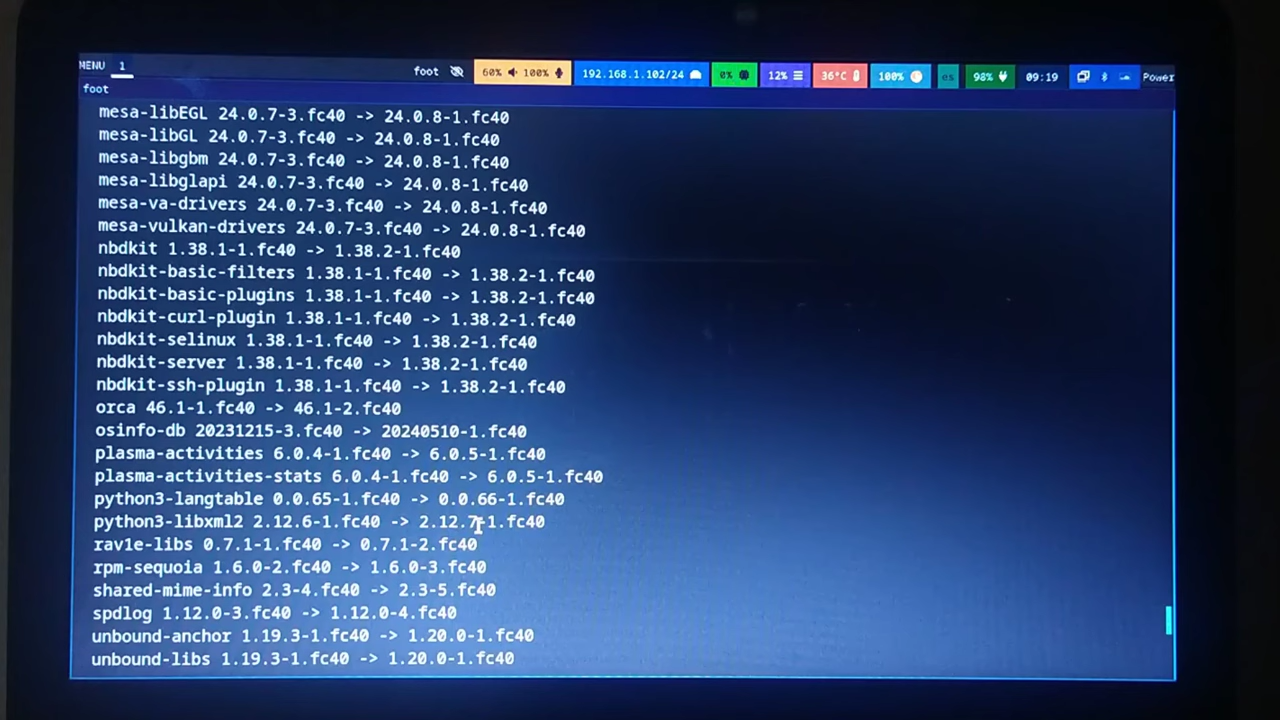 MENU 1 foot 60% 100% 192.168.1.102/24 0% 12% 36°C 100% es 98% 09:19 Power
foot
mesa-libEGL 24.0.7-3.fc40 -> 24.0.8-1.fc40
mesa-libGL 24.0.7-3.fc40 -> 24.0.8-1.fc40
mesa-libgbm 24.0.7-3.fc40 -> 24.0.8-1.fc40
mesa-libglapi 24.0.7-3.fc40 -> 24.0.8-1.fc40
mesa-va-drivers 24.0.7-3.fc40 -> 24.0.8-1.fc40
mesa-vulkan-drivers 24.0.7-3.fc40 -> 24.0.8-1.fc40
nbdkit 1.38.1-1.fc40 -> 1.38.2-1.fc40
nbdkit-basic-filters 1.38.1-1.fc40 -> 1.38.2-1.fc40
nbdkit-basic-plugins 1.38.1-1.fc40 -> 1.38.2-1.fc40
nbdkit-curl-plugin 1.38.1-1.fc40 -> 1.38.2-1.fc40
nbdkit-selinux 1.38.1-1.fc40 -> 1.38.2-1.fc40
nbdkit-server 1.38.1-1.fc40 -> 1.38.2-1.fc40
nbdkit-ssh-plugin 1.38.1-1.fc40 -> 1.38.2-1.fc40
orca 46.1-1.fc40 -> 46.1-2.fc40
osinfo-db 20231215-3.fc40 -> 20240510-1.fc40
plasma-activities 6.0.4-1.fc40 -> 6.0.5-1.fc40
plasma-activities-stats 6.0.4-1.fc40 -> 6.0.5-1.fc40
python3-langtable 0.0.65-1.fc40 -> 0.0.66-1.fc40
python3-libxml2 2.12.6-1.fc40 -> 2.12.7-1.fc40
rav1e-libs 0.7.1-1.fc40 -> 0.7.1-2.fc40
rpm-sequoia 1.6.0-2.fc40 -> 1.6.0-3.fc40
shared-mime-info 2.3-4.fc40 -> 2.3-5.fc40
spdlog 1.12.0-3.fc40 -> 1.12.0-4.fc40
unbound-anchor 1.19.3-1.fc40 -> 1.20.0-1.fc40
unbound-libs 1.19.3-1.fc40 -> 1.20.0-1.fc40